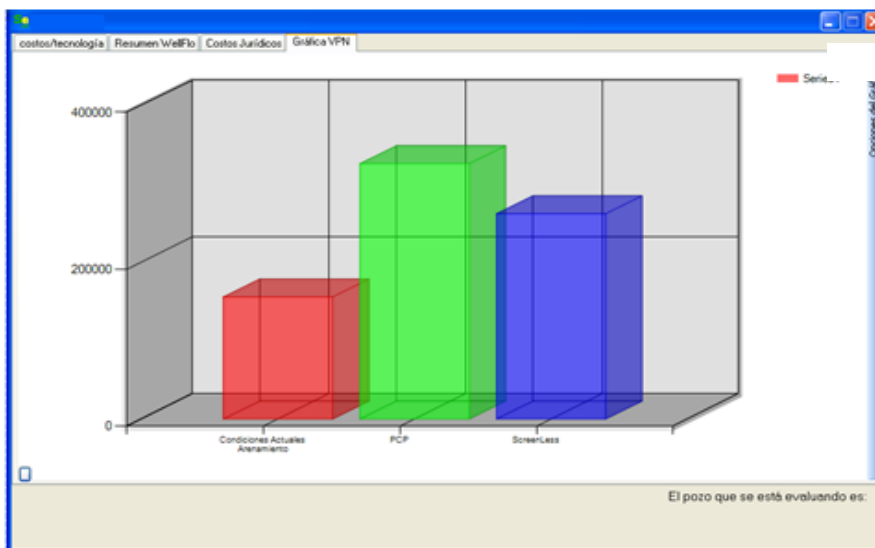 costos/tecnología Resumen WellFlo Costos Jurídicos Gráfica VPN
400000
200000
0
Condiciones Actuales
Arenamiento
PCP
ScreenLess
El pozo que se está evaluando es: